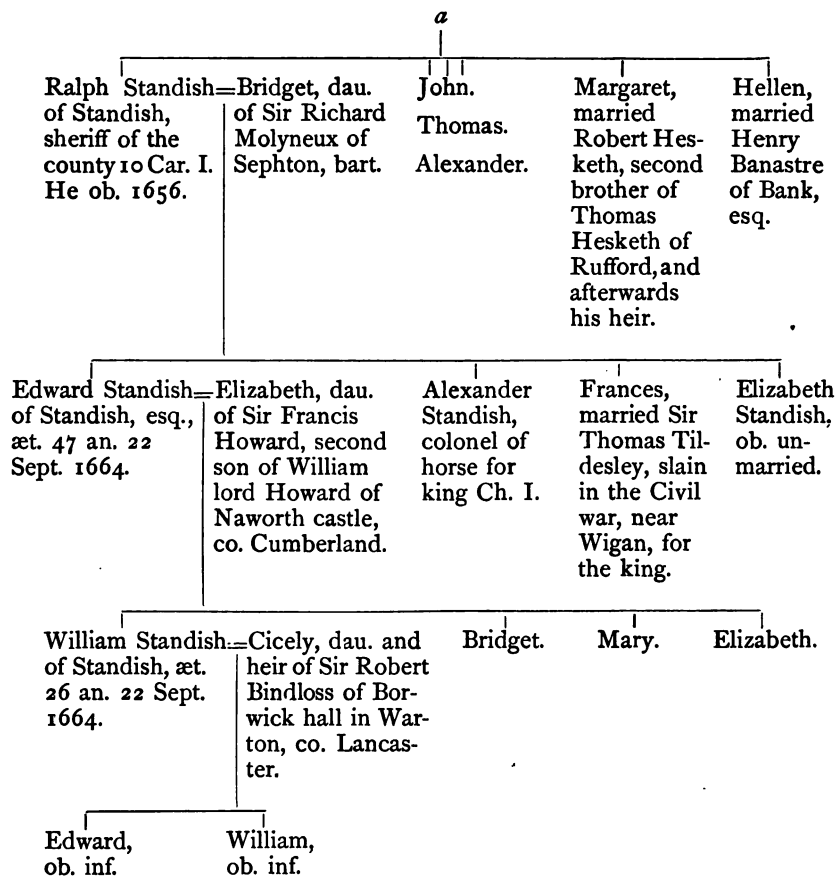 a
Ralph Standish=
of Standish,
sheriff of the
county 10 Car. I.
He ob. 1656.
Bridget, dau.
of Sir Richard
Molyneux of
Sephton, bart.
John.
Thomas.
Alexander.
Margaret,
married
Robert Hes-
keth, second
brother of
Thomas
Hesketh of
Rufford, and
afterwards
his heir.
Hellen,
married
Henry
Banastre
of Bank,
esq.
Edward Standish=
of Standish, esq.,
æt. 47 an. 22
Sept. 1664.
Elizabeth, dau.
of Sir Francis
Howard, second
son of William
lord Howard of
Naworth castle,
co. Cumberland.
Alexander
Standish,
colonel of
horse for
king Ch. I.
Frances,
married Sir
Thomas Til-
desley, slain
in the Civil
war, near
Wigan, for
the king.
Elizabeth
Standish,
ob. un-
married.
William Standish=
of Standish, æt.
26 an. 22 Sept.
1664.
Cicely, dau. and
heir of Sir Robert
Bindloss of Bor-
wick hall in War-
ton, co. Lancas-
ter.
Bridget.
Mary.
Elizabeth.
Edward,
ob. inf.
William,
ob. inf.